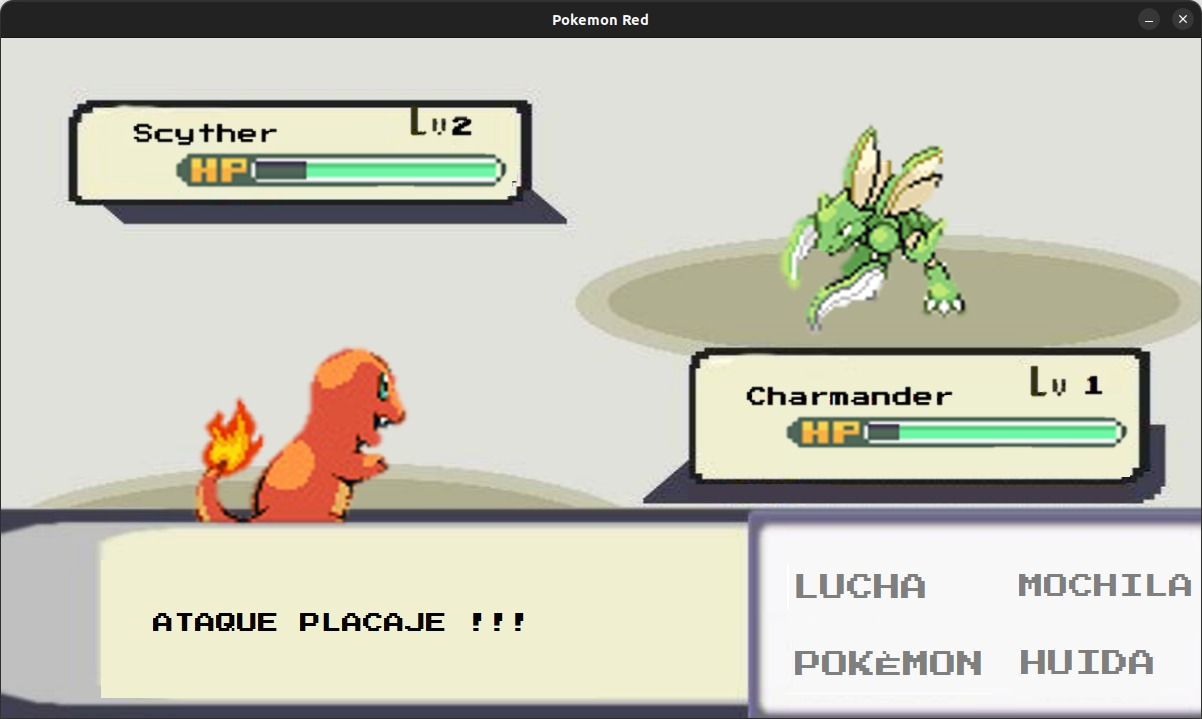 Pokemon Red
Scyther Lv2
HP
Charmander Lv 1
HP
ATAQUE PLACAJE !!!
LUCHA MOCHILA
POKèMON HUIDA